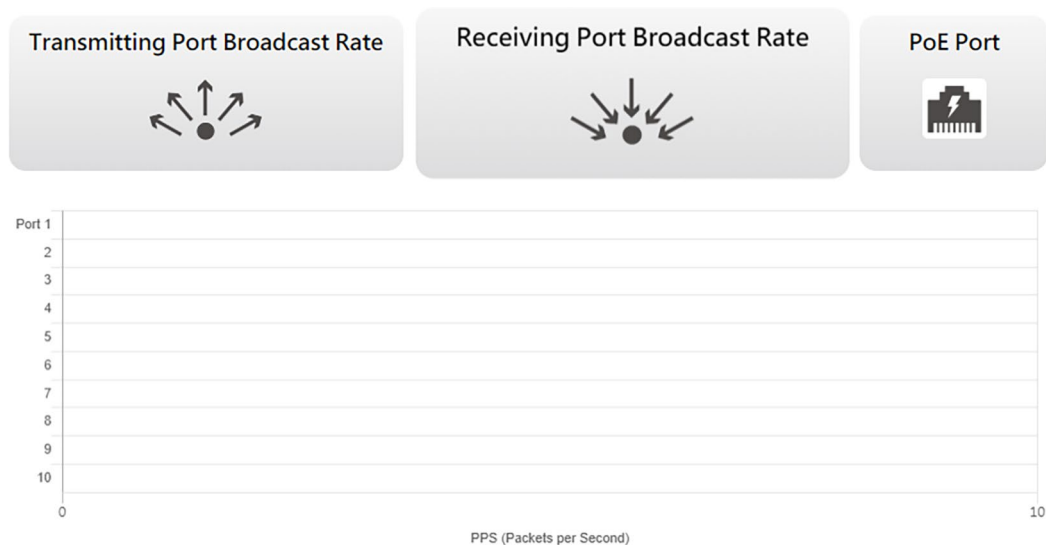 Transmitting Port Broadcast Rate
Receiving Port Broadcast Rate
PoE Port
Port 1
2
3
4
5
6
7
8
9
10
0
10
PPS (Packets per Second)